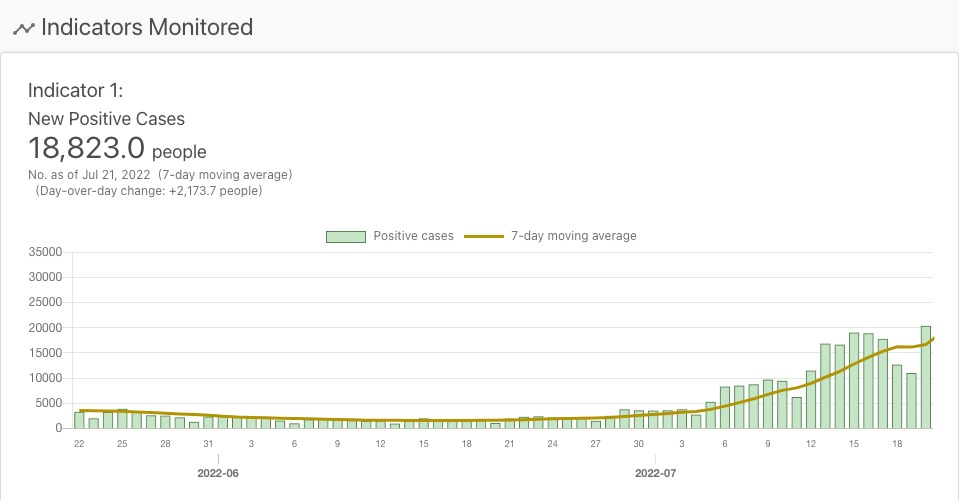 Indicators Monitored
Indicator 1:
New Positive Cases
18,823.0 people
No. as of Jul 21, 2022 (7-day moving average)
(Day-over-day change: +2,173.7 people)
Positive cases 7-day moving average
35000
30000
25000
20000
15000
10000
5000
0
22 25 28 31 3 6 9 12 15 18 21 24 27 30 3 6 9 12 15 18
2022-06 2022-07